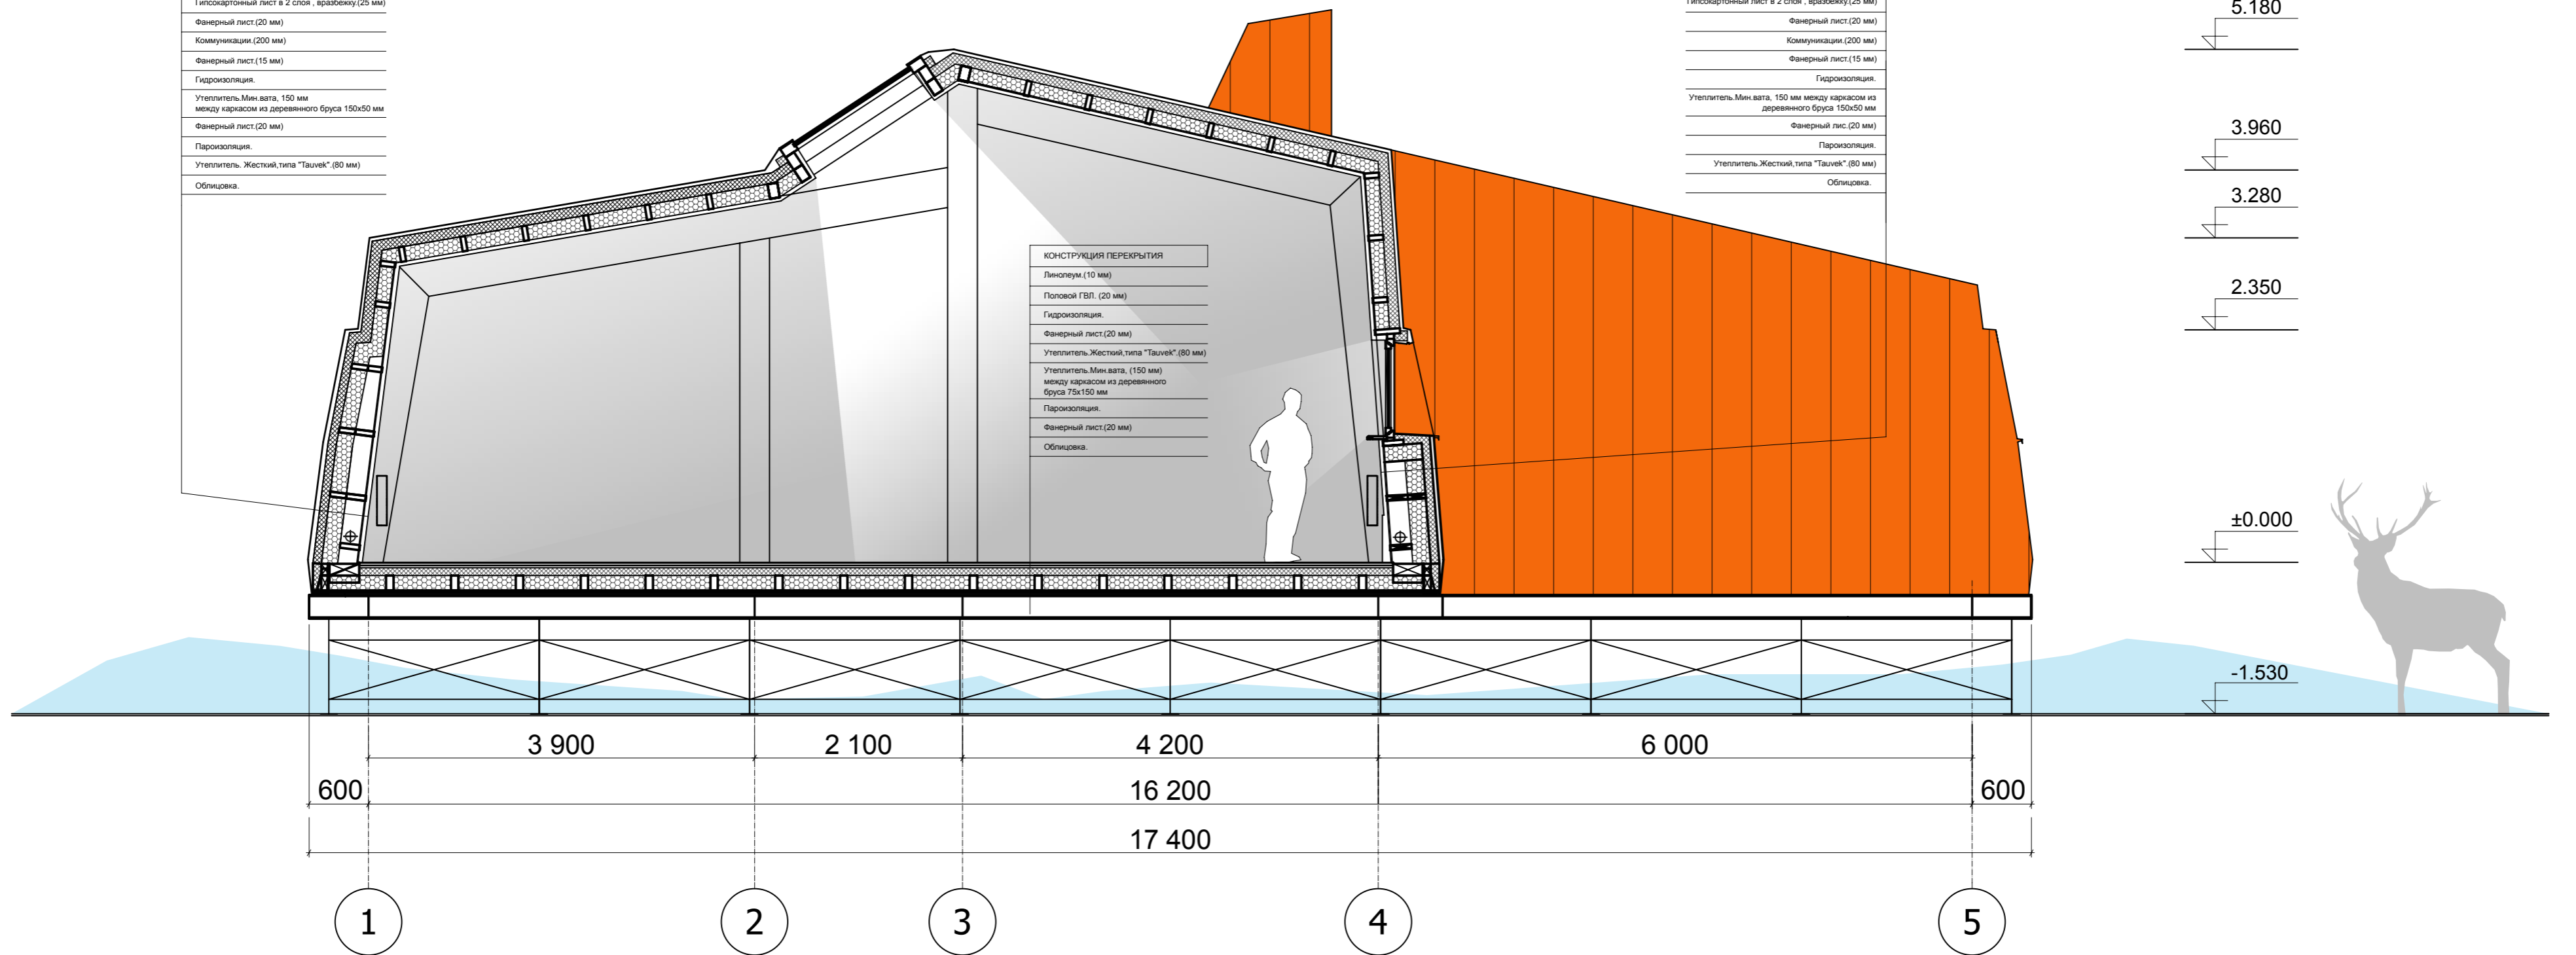 Гипсокартонный лист в 2 слоя , вразбежку.(25 мм)
Фанерный лист.(20 мм)
Коммуникации.(200 мм)
Фанерный лист.(15 мм)
Гидроизоляция.
Утеплитель.Мин.вата, 150 мм
между каркасом из деревянного бруса 150х50 мм
Фанерный лист.(20 мм)
Пароизоляция.
Утеплитель. Жесткий,типа "Tauvek".(80 мм)
Облицовка.
КОНСТРУКЦИЯ ПЕРЕКРЫТИЯ
Линолеум.(10 мм)
Половой ГВЛ. (20 мм)
Гидроизоляция.
Фанерный лист.(20 мм)
Утеплитель.Жесткий,типа "Tauvek".(80 мм)
Утеплитель.Мин.вата, (150 мм)
между каркасом из деревянного
бруса 75х150 мм
Пароизоляция.
Фанерный лист.(20 мм)
Облицовка.
Гипсокартонный лист в 2 слоя , вразбежку.(25 мм)
Фанерный лист.(20 мм)
Коммуникации.(200 мм)
Фанерный лист.(15 мм)
Гидроизоляция.
Утеплитель.Мин.вата, 150 мм между каркасом из
деревянного бруса 150х50 мм
Фанерный лис.(20 мм)
Пароизоляция.
Утеплитель.Жесткий,типа "Tauvek".(80 мм)
Облицовка.
5.180
3.960
3.280
2.350
±0.000
-1.530
3 900 2 100 4 200 6 000
600 16 200 600
17 400
1 2 3 4 5